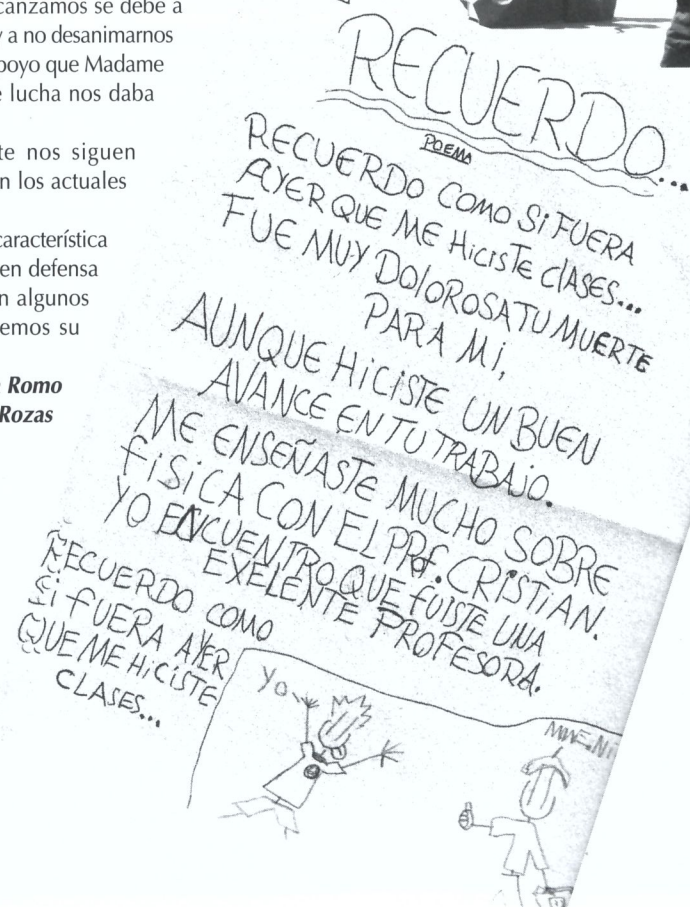 canzamos se debe a
y a no desanimarnos
poyo que Madame
e lucha nos daba
te nos siguen
n los actuales
característica
en defensa
n algunos
emos su
Romo
Rozas
RECUERDO...
POEMA
RECUERDO COMO SI FUERA
AYER QUE ME HICISTE CLASES...
FUE MUY DOLOROSA TU MUERTE
PARA MI,
AUNQUE HICISTE UN BUEN
AVANCE EN TU TRABAJO.
ME ENSEÑASTE MUCHO SOBRE
FISICA CON EL PRf. CRISTIAN.
YO ENCUENTRO QUE FUISTE UNA
EXELENTE PROFESORA.
RECUERDO COMO
SI FUERA AYER
QUE ME HICISTE
CLASES...
Yo